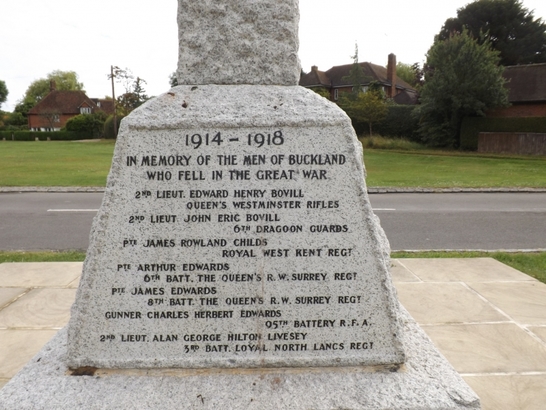 1914 – 1918
IN MEMORY OF THE MEN OF BUCKLAND
WHO FELL IN THE GREAT WAR.
2ND LIEUT. EDWARD HENRY BOVILL
QUEEN'S WESTMINSTER RIFLES
2ND LIEUT JOHN ERIC BOVILL
6TH DRAGOON GUARDS.
PTE JAMES ROWLAND CHILDS
ROYAL WEST KENT REGT
PTE ARTHUR EDWARDS
6TH BATT. THE QUEEN'S R.W. SURREY REGT.
PTE JAMES EDWARDS
8TH BATT. THE QUEEN'S R.W. SURREY REGT
GUNNER CHARLES HERBERT EDWARDS
95TH BATTERY R.F.A.
2ND LIEUT. ALAN GEORGE HILTON LIVESEY
3RD BATT. LOYAL NORTH LANCS REGT